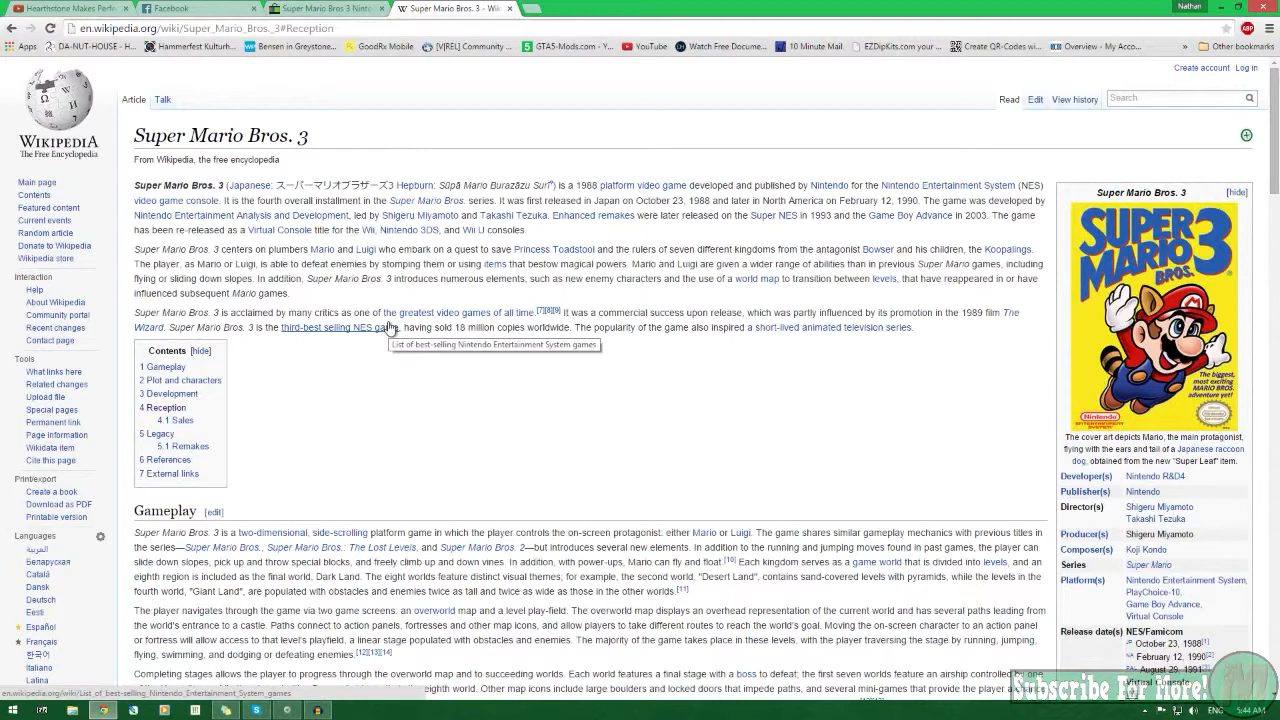 Nathan
Hearthstone Makes Perfe
Facebook
Super Mario Bros. 3 Ninte
Super Mario Bros. 3 - Wik
en.wikipedia.org/wiki/Super_Mario_Bros._3#Reception
Apps
DA-NUT-HOUSE - H...
Hammerfest Kulturh...
Bensen in Greystone...
GoodRx Mobile
(V|REL) Community ...
GTA5-Mods.com - Y...
YouTube
Watch Free Docume...
10 Minute Mail
EZDipKits.com your ...
Create QR-Codes wi...
Overview - My Acco...
Other bookmarks
Create account Log in
Article Talk
Read Edit View history
Search
WIKIPEDIA
The Free Encyclopedia
Main page
Contents
Featured content
Current events
Random article
Donate to Wikipedia
Wikipedia store
Interaction
Help
About Wikipedia
Community portal
Recent changes
Contact page
Tools
What links here
Related changes
Upload file
Special pages
Permanent link
Page information
Wikidata item
Cite this page
Print/export
Create a book
Download as PDF
Printable version
Languages
العربية
Беларуская
Català
Dansk
Deutsch
Eesti
Español
Français
한국어
Italiano
Latina
Super Mario Bros. 3
From Wikipedia, the free encyclopedia
Super Mario Bros. 3 (Japanese: スーパーマリオブラザーズ3 Hepburn: Sūpā Mario Burazāzu Surī?) is a 1988 platform video game developed ans published by Nintendo for the Nintendo Entertainment System (NES)
video game console. It is the fourth overall installment in the Super Mario Bros. series. It was first released in Japan on October 23, 1988 and later in North America on February 12, 1990. The game was developed by
Nintendo Entertainment Analysis and Development, led by Shigeru Miyamoto and Takashi Tezuka. Enhanced remakes were later released on the Super NES in 1993 and the Game Boy Advance in 2003. The game
has been re-released as a Virtual Console title for the Wii, Nintendo 3DS, and Wii U consoles.
Super Mario Bros. 3 centers on plumbers Mario and Luigi who embark on a quest to save Princess Toadstool and the rulers of seven different kingdoms from the antagonist Bowser and his children, the Koopalings.
The player, as Mario or Luigi, is able to defeat enemies by stomping them or using items that bestow magical powers. Mario and Luigi are given a wider range of abilities than in previous Super Mario games, including
flying or sliding down slopes. In addition, Super Mario Bros. 3 introduces numerous elements, such as new enemy characters and the use of a world map to transition between levels, that have reappeared in or have
influenced subsequent Mario games.
Super Mario Bros. 3 is acclaimed by many critics as one of the greatest video games of all time.[7][8][9] It was a commercial success upon release, which was partly influenced by its promotion in the 1989 film The
Wizard. Super Mario Bros. 3 is the third-best selling NES game, having sold 18 million copies worldwide. The popularity of the game also inspired a short-lived animated television series.
List of best-selling Nintendo Entertainment System games
Contents [hide]
1 Gameplay
2 Plot and characters
3 Development
4 Reception
4.1 Sales
5 Legacy
5.1 Remakes
6 References
7 External links
Gameplay [edit]
Super Mario Bros. 3 is a two-dimensional, side-scrolling platform game in which the player controls the on-screen protagonist: either Mario or Luigi. The game shares similar gameplay mechanics with previous titles in
the series—Super Mario Bros., Super Mario Bros.: The Lost Levels, and Super Mario Bros. 2—but introduces several new elements. In addition to the running and jumping moves found in past games, the player can
slide down slopes, pick up and throw special blocks, and freely climb up and down vines. In addition, with power-ups, Mario can fly and float.[10] Each kingdom serves as a game world that is divided into levels, and an
eighth region is included as the final world, Dark Land. The eight worlds feature distinct visual themes; for example, the second world, "Desert Land", contains sand-covered levels with pyramids, while the levels in the
fourth world, "Giant Land", are populated with obstacles and enemies twice as tall and twice as wide as those in the other worlds.[11]
The player navigates through the game via two game screens: an overworld map and a level play-field. The overworld map displays an overhead representation of the current world and has several paths leading from
the world's entrance to a castle. Paths connect to action panels, fortresses and other map icons, and allow players to take different routes to reach the world's goal. Moving the on-screen character to an action panel
or fortress will allow access to that level's playfield, a linear stage populated with obstacles and enemies. The majority of the game takes place in these levels, with the player traversing the stage by running, jumping,
flying, swimming, and dodging or defeating enemies.[12][13][14]
Completing stages allows the player to progress through the overworld map and to succeeding worlds. Each world features a final stage with a boss to defeat; the first seven worlds feature an airship controlled by one
eighth world. Other map icons include large boulders and locked doors that impede paths, and several mini-games that provide the player a
Super Mario Bros. 3 [hide]
SUPER
MARIO
BROS.
3
The biggest,
most exciting
MARIO BROS.
adventure yet!
Nintendo
The cover art depicts Mario, the main protagonist,
flying with the ears and tail of a Japanese raccoon
dog, obtained from the new "Super Leaf" item.
Developer(s) Nintendo R&D4
Publisher(s) Nintendo
Director(s) Shigeru Miyamoto
Takashi Tezuka
Producer(s) Shigeru Miyamoto
Composer(s) Koji Kondo
Series Super Mario
Platform(s) Nintendo Entertainment System,
PlayChoice-10,
Game Boy Advance,
Virtual Console
Release date(s) NES/Famicom
JP October 23, 1988[1]
NA February 12, 1990[2]
EU August 29, 1991[3]
Virtual Console
en.wikipedia.org/wiki/List_of_best-selling_Nintendo_Entertainment_System_games
Subscribe For More!
ENG
5:44 AM